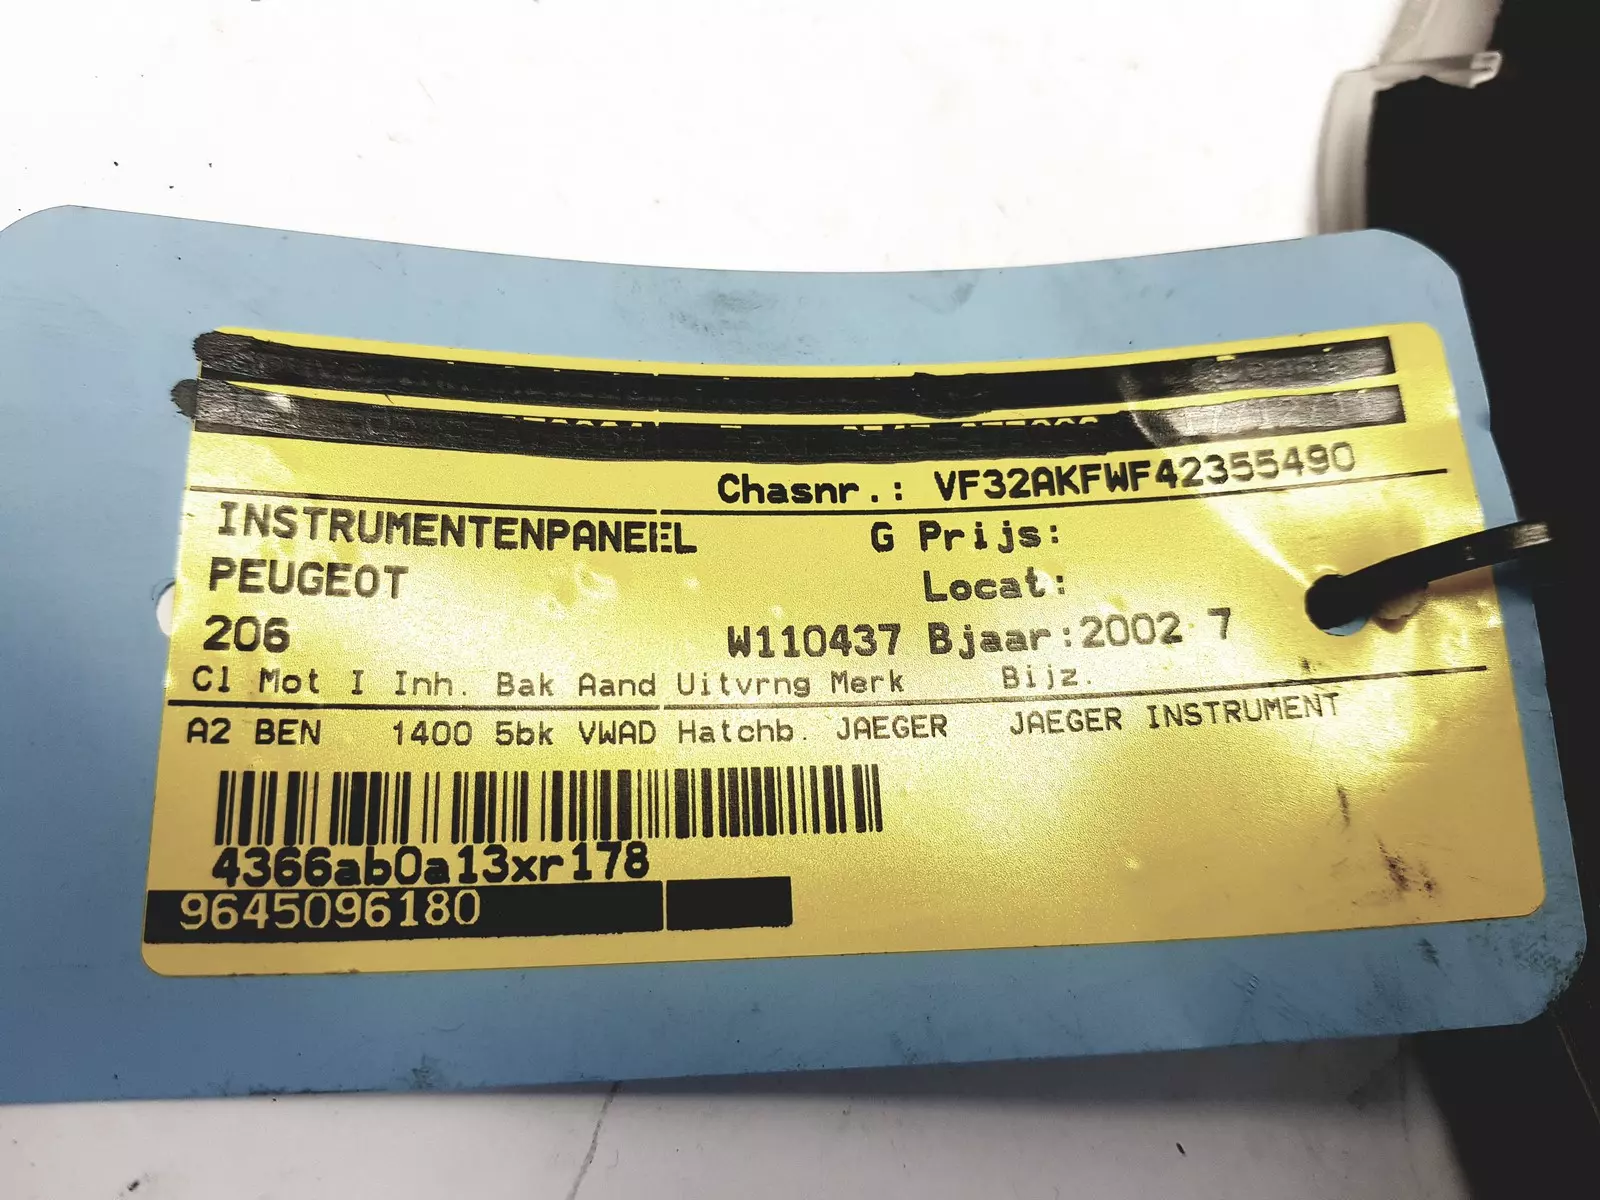 Chasnr.: VF32AKFWF42355490
INSTRUMENTENPANEEL G Prijs:
PEUGEOT Locat:
206 W110437 Bjaar:2002 7
Cl Mot I Inh. Bak Aand Uitvrng Merk Bijz.
A2 BEN 1400 5bk VWAD Hatchb. JAEGER JAEGER INSTRUMENT
4366ab0a13xr178
9645096180